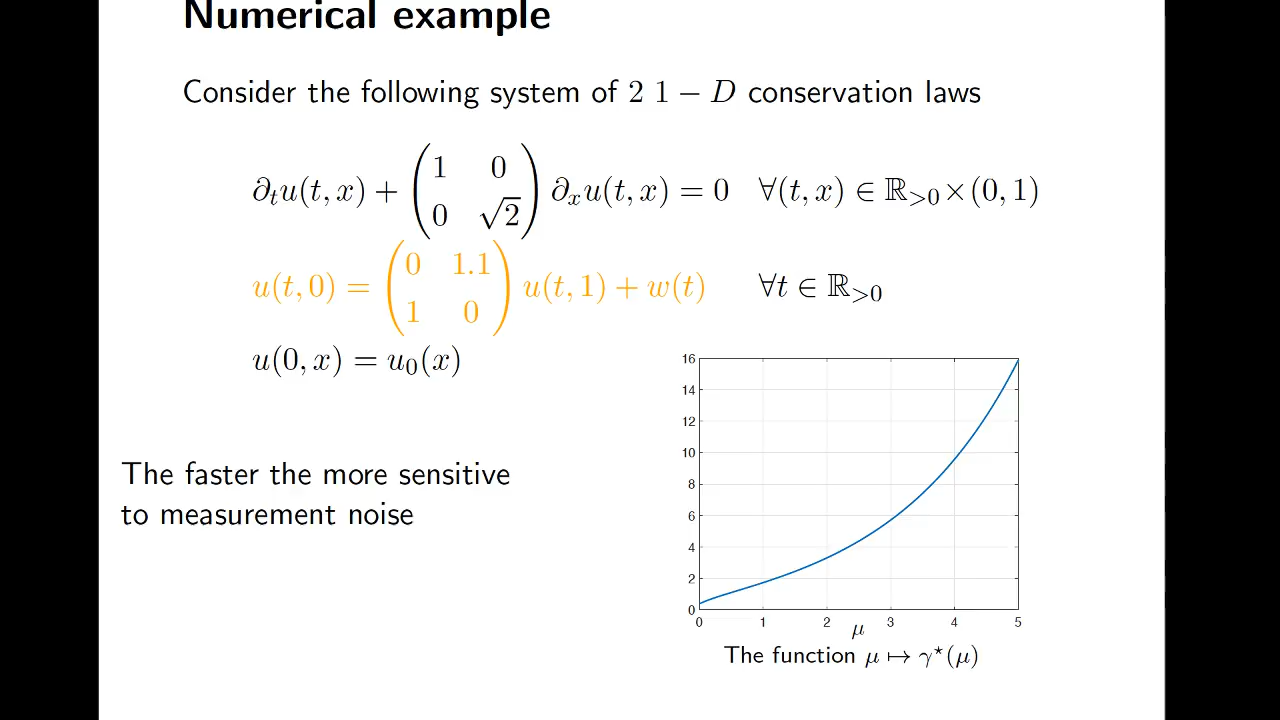 Numerical example
Consider the following system of 2 1 − D conservation laws
∂ₜu(t, x) + (1 0; 0 √2) ∂ₓu(t, x) = 0 ∀(t, x) ∈ ℝ>0 × (0, 1)
u(t, 0) = (0 1.1; 1 0) u(t, 1) + w(t) ∀t ∈ ℝ>0
u(0, x) = u₀(x)
The faster the more sensitive
to measurement noise
16
14
12
10
8
6
4
2
0
0 1 2 3 4 5
μ
The function μ ↦ γ⋆(μ)